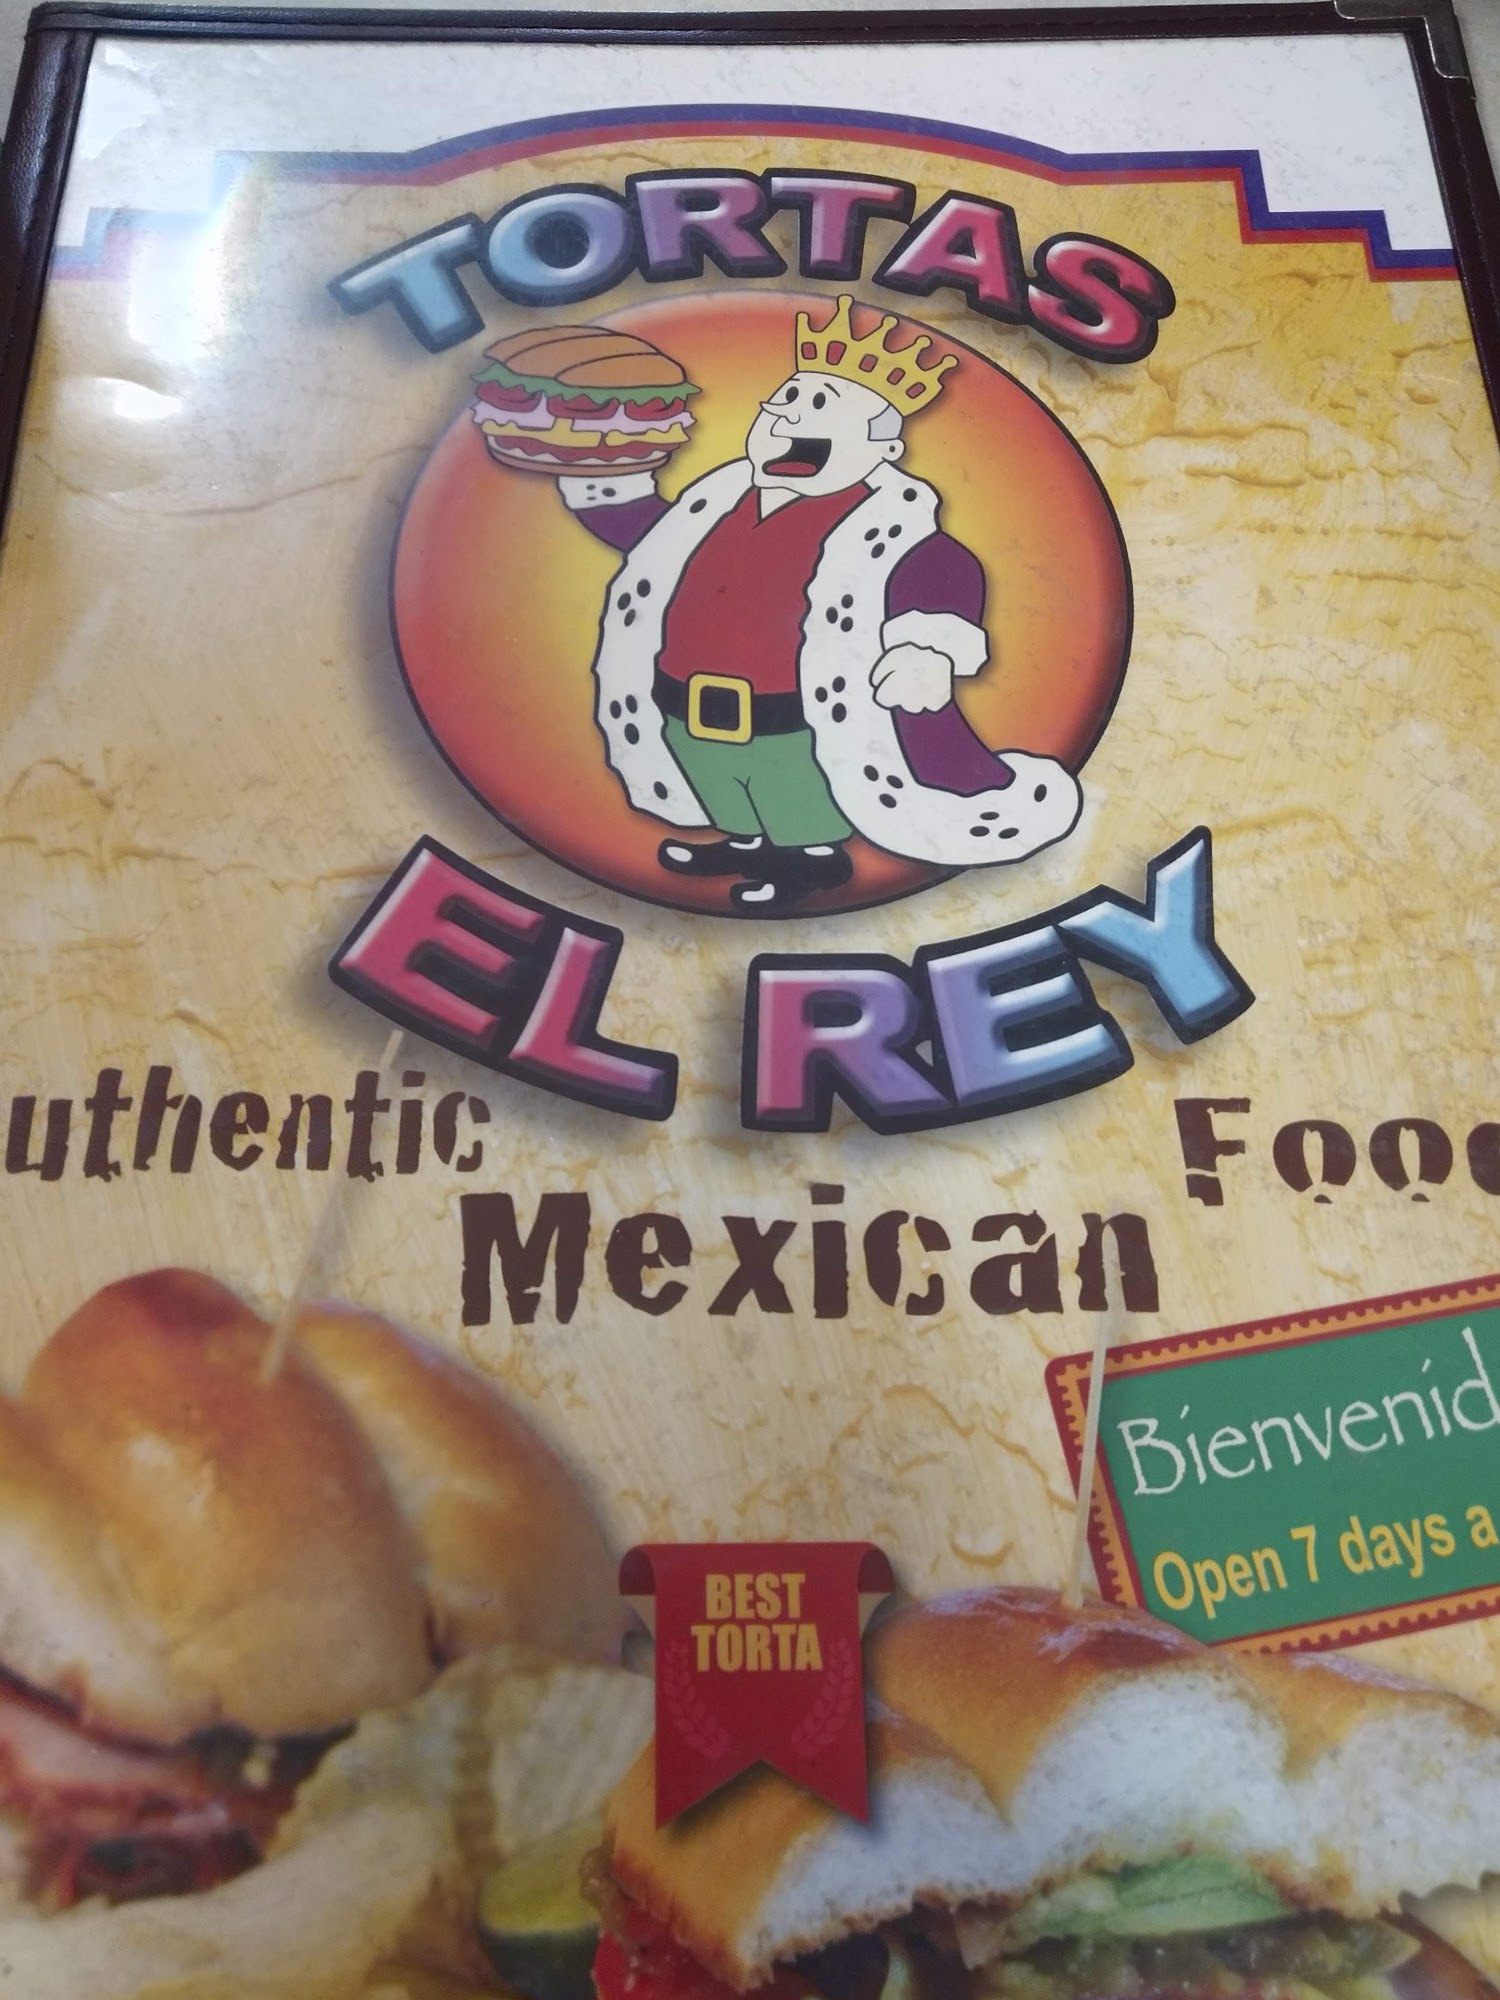 TORTAS
EL REY
uthentic
Mexican
Foo
Bienvenid
Open 7 days a
BEST
TORTA